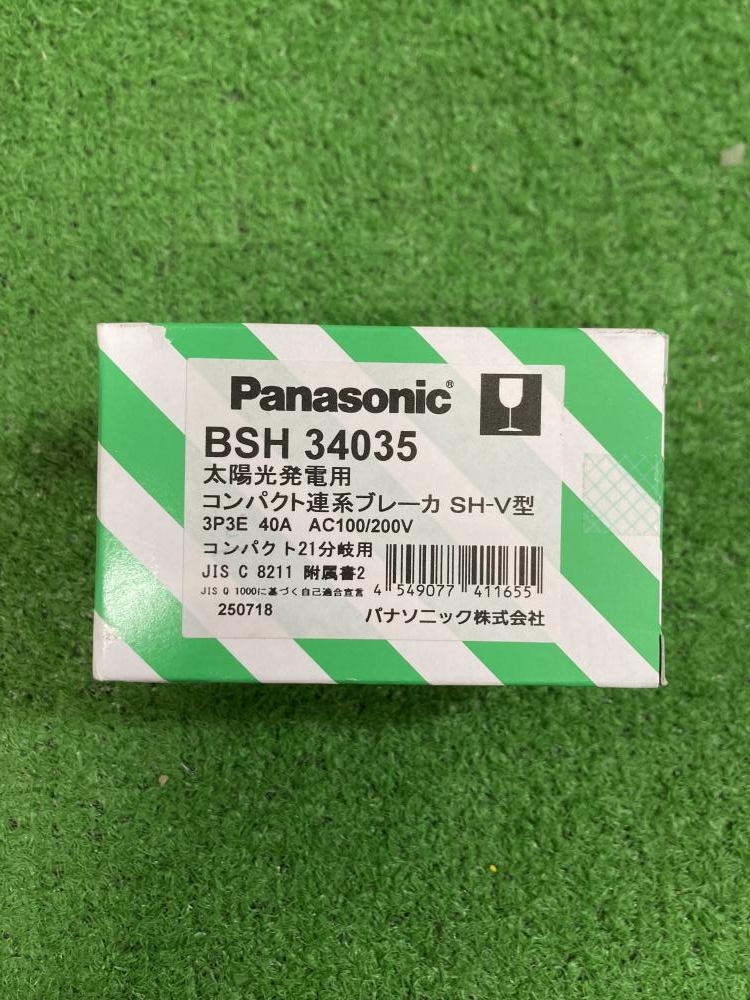 Panasonic®
BSH 34035
太陽光発電用
コンパクト連系ブレーカ SH-V型
3P3E 40A AC100/200V
コンパクト21分岐用
JIS C 8211 附属書2
JIS Q 1000に基づく自己適合宣言
250718
4 549077 411655
パナソニック株式会社